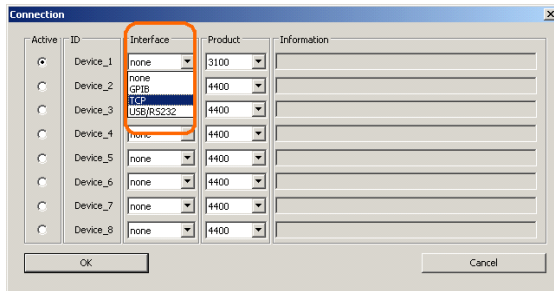 Connection
Active ID Interface Product Information
Device_1 none 3100
none
GPIB
Device_2 4400
TCP
USB/RS232
Device_3 4400
Device_4 none 4400
Device_5 none 4400
Device_6 none 4400
Device_7 none 4400
Device_8 none 4400
OK Cancel